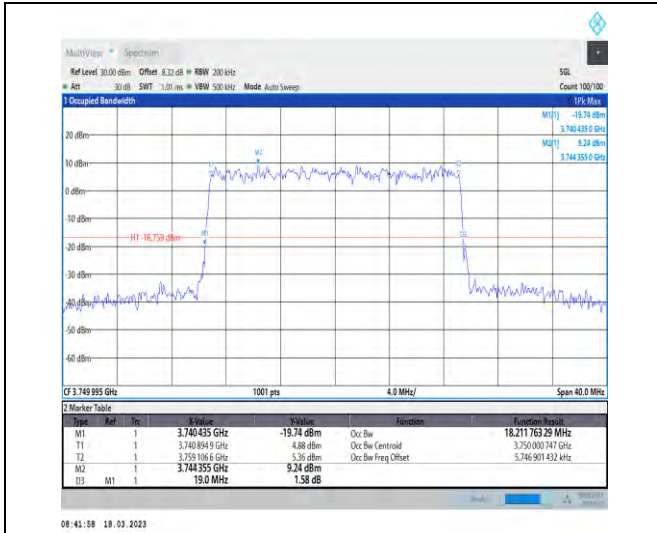 MultiView Spectrum
Ref Level 30.00 dBm Offset 8.32 dB RBW 200 kHz SGL
Att 30 dB SWT 1.01 ms VBW 500 kHz Mode Auto Sweep Count 100/100
1 Occupied Bandwidth 1Pk Max
M1[1] -19.74 dBm
3.740 435 0 GHz
M2[1] 9.24 dBm
3.744 355 0 GHz
20 dBm
M2
10 dBm
T1 T2
0 dBm
-10 dBm
M1 D3
H1 -16.759 dBm
-20 dBm
-30 dBm
-40 dBm
-50 dBm
-60 dBm
CF 3.749 995 GHz 1001 pts 4.0 MHz/ Span 40.0 MHz
2 Marker Table
Type Ref Trc X-Value Y-Value Function Function Result
M1 1 3.740 435 GHz -19.74 dBm Occ Bw 18.211 763 29 MHz
T1 1 3.740 894 9 GHz 4.88 dBm Occ Bw Centroid 3.750 000 747 GHz
T2 1 3.759 106 6 GHz 5.36 dBm Occ Bw Freq Offset 5.746 901 432 kHz
M2 1 3.744 355 GHz 9.24 dBm
D3 M1 1 19.0 MHz 1.58 dB
08:41:58 18.03.2023